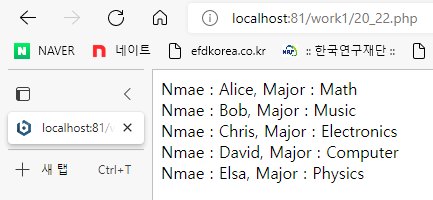 localhost:81/work1/20_22.php
NAVER 네이트 efdkorea.co.kr :: 한국연구재단 ::
localhost:81/w
새 탭 Ctrl+T
Nmae : Alice, Major : Math
Nmae : Bob, Major : Music
Nmae : Chris, Major : Electronics
Nmae : David, Major : Computer
Nmae : Elsa, Major : Physics